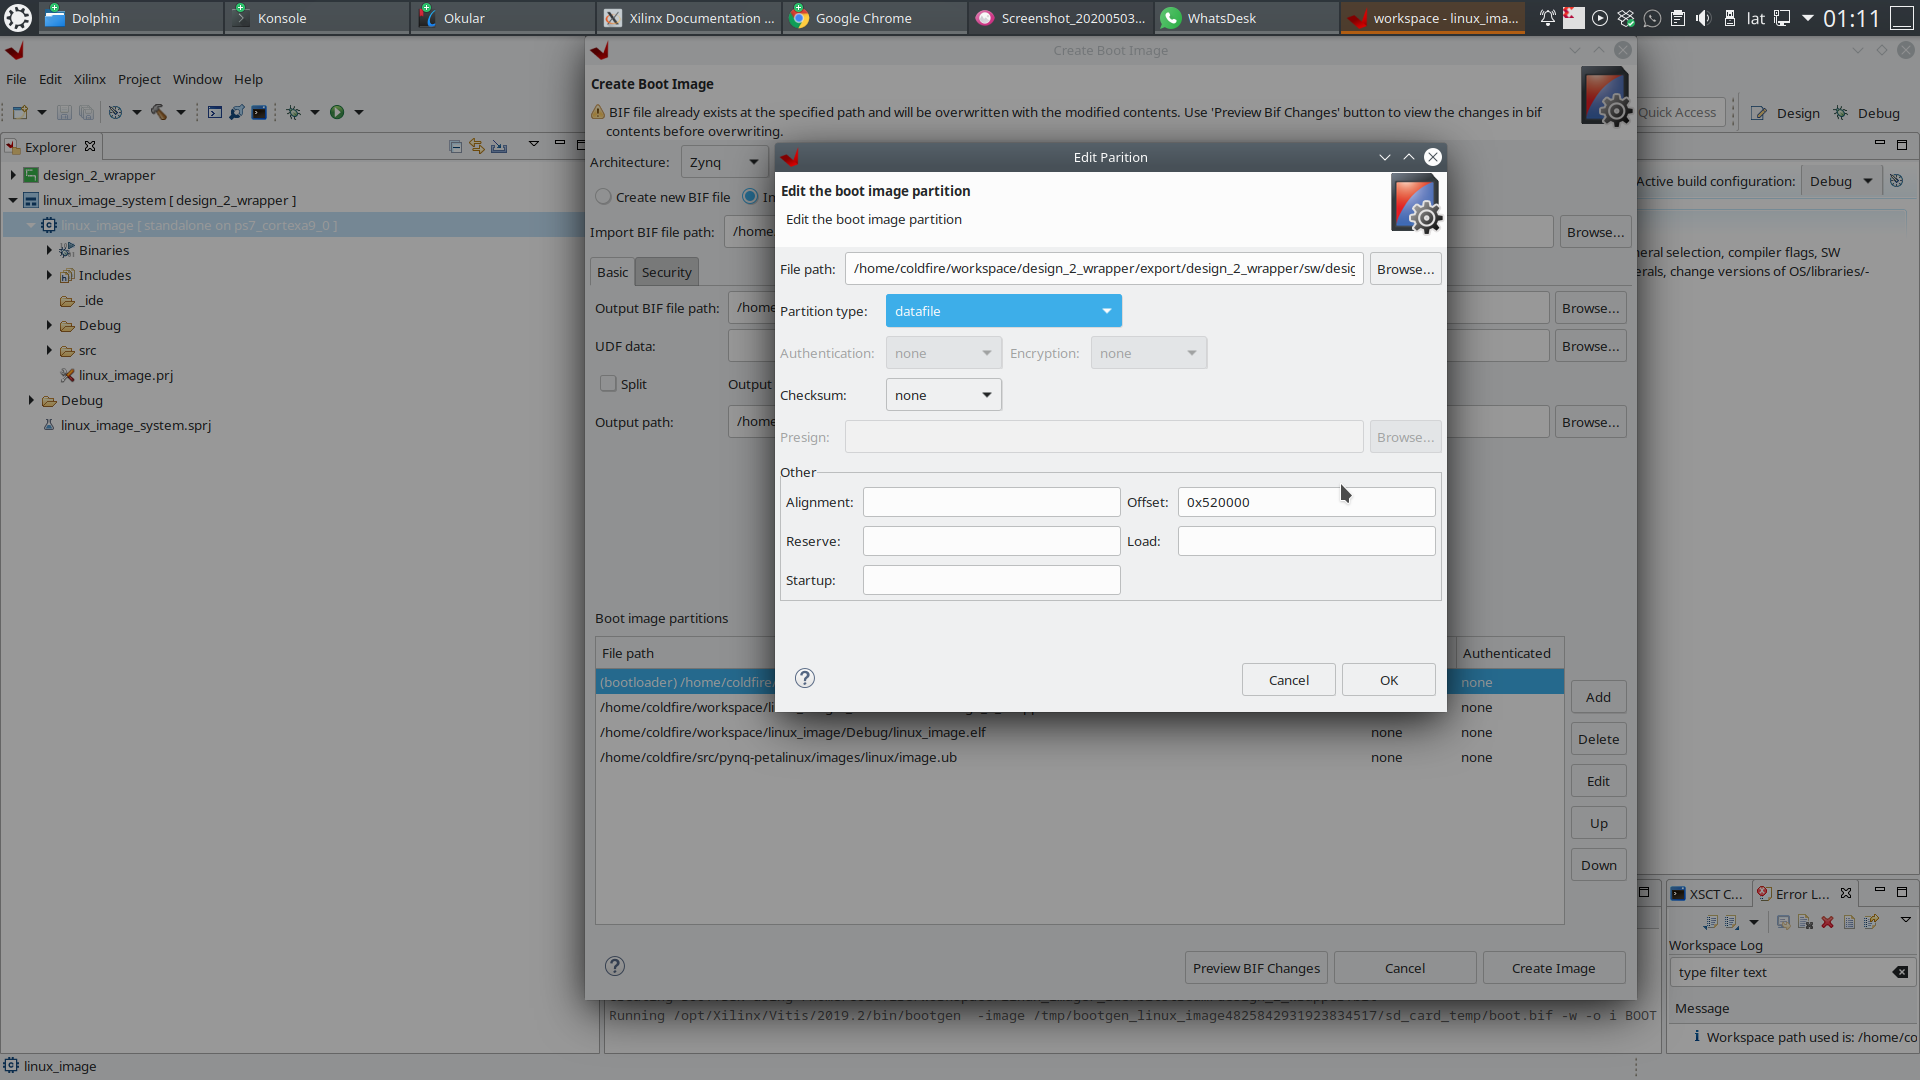 Dolphin
Konsole
Okular
Xilinx Documentation ...
Google Chrome
Screenshot_20200503...
WhatsDesk
workspace - linux_ima...
lat
01:11
Create Boot Image
File Edit Xilinx Project Window Help
Create Boot Image
BIF file already exists at the specified path and will be overwritten with the modified contents. Use 'Preview Bif Changes' button to view the changes in bif
contents before overwriting.
Quick Access
Design
Debug
Explorer
design_2_wrapper
linux_image_system [ design_2_wrapper ]
linux_image [ standalone on ps7_cortexa9_0 ]
Binaries
Includes
_ide
Debug
src
linux_image.prj
Debug
linux_image_system.sprj
Architecture: Zynq
Create new BIF file
Import BIF file path: /home
Browse...
Basic
Security
Output BIF file path: /home
Browse...
UDF data:
Browse...
Split
Output
Output path: /home
Browse...
Active build configuration: Debug
neral selection, compiler flags, SW
erals, change versions of OS/libraries/-
Edit Partition
Edit the boot image partition
Edit the boot image partition
File path: /home/coldfire/workspace/design_2_wrapper/export/design_2_wrapper/sw/desig
Browse...
Partition type: datafile
Authentication: none
Encryption: none
Checksum: none
Presign:
Browse...
Other
Alignment:
Offset: 0x520000
Reserve:
Load:
Startup:
Cancel
OK
Boot image partitions
File path
Authenticated
(bootloader) /home/coldfire/
none
/home/coldfire/workspace/
none
/home/coldfire/workspace/linux_image/Debug/linux_image.elf none none
/home/coldfire/src/pynq-petalinux/images/linux/image.ub none none
Add
Delete
Edit
Up
Down
Preview BIF Changes
Cancel
Create Image
Running /opt/Xilinx/Vitis/2019.2/bin/bootgen -image /tmp/bootgen_linux_image4825842931923834517/sd_card_temp/boot.bif -w -o i BOOT
XSCT C...
Error L...
Workspace Log
type filter text
Message
Workspace path used is: /home/co
linux_image